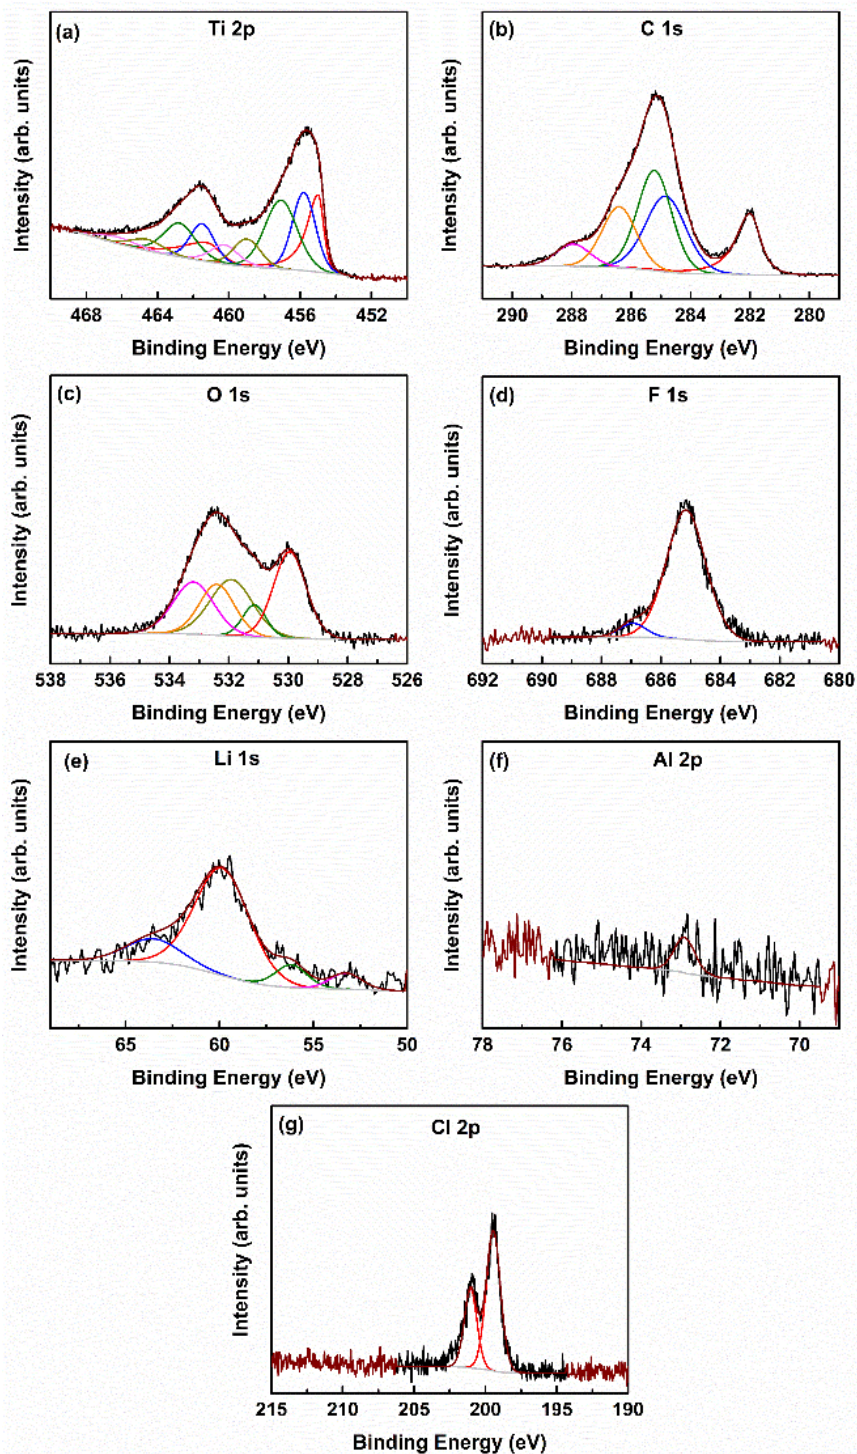 (a) Ti 2p
Intensity (arb. units)
468 464 460 456 452
Binding Energy (eV)
(b) C 1s
Intensity (arb. units)
290 288 286 284 282 280
Binding Energy (eV)
(c) O 1s
Intensity (arb. units)
538 536 534 532 530 528 526
Binding Energy (eV)
(d) F 1s
Intensity (arb. units)
692 690 688 686 684 682 680
Binding Energy (eV)
(e) Li 1s
Intensity (arb. units)
65 60 55 50
Binding Energy (eV)
(f) Al 2p
Intensity (arb. units)
78 76 74 72 70
Binding Energy (eV)
(g) Cl 2p
Intensity (arb. units)
215 210 205 200 195 190
Binding Energy (eV)